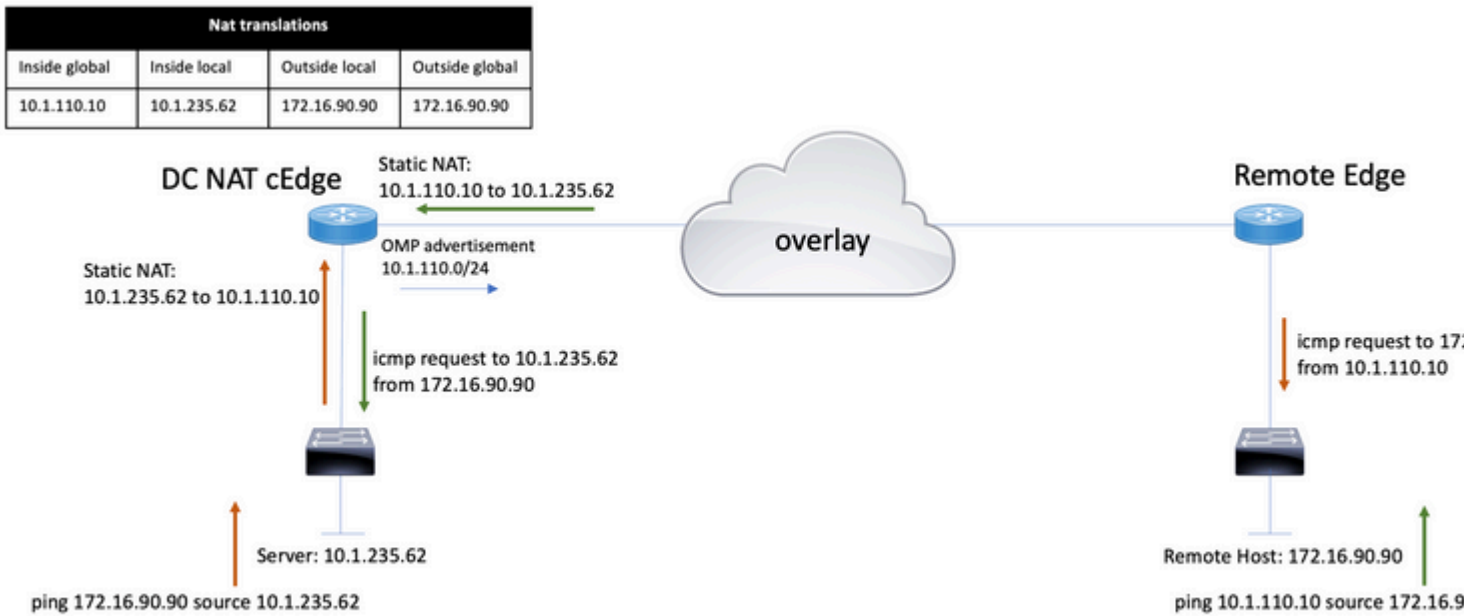 Nat translations
Inside global Inside local Outside local Outside global
10.1.110.10 10.1.235.62 172.16.90.90 172.16.90.90
DC NAT cEdge
Static NAT:
10.1.110.10 to 10.1.235.62
Remote Edge
overlay
OMP advertisement
10.1.110.0/24
Static NAT:
10.1.235.62 to 10.1.110.10
icmp request to 10.1.235.62
from 172.16.90.90
icmp request to 172
from 10.1.110.10
Server: 10.1.235.62
Remote Host: 172.16.90.90
ping 172.16.90.90 source 10.1.235.62
ping 10.1.110.10 source 172.16.9